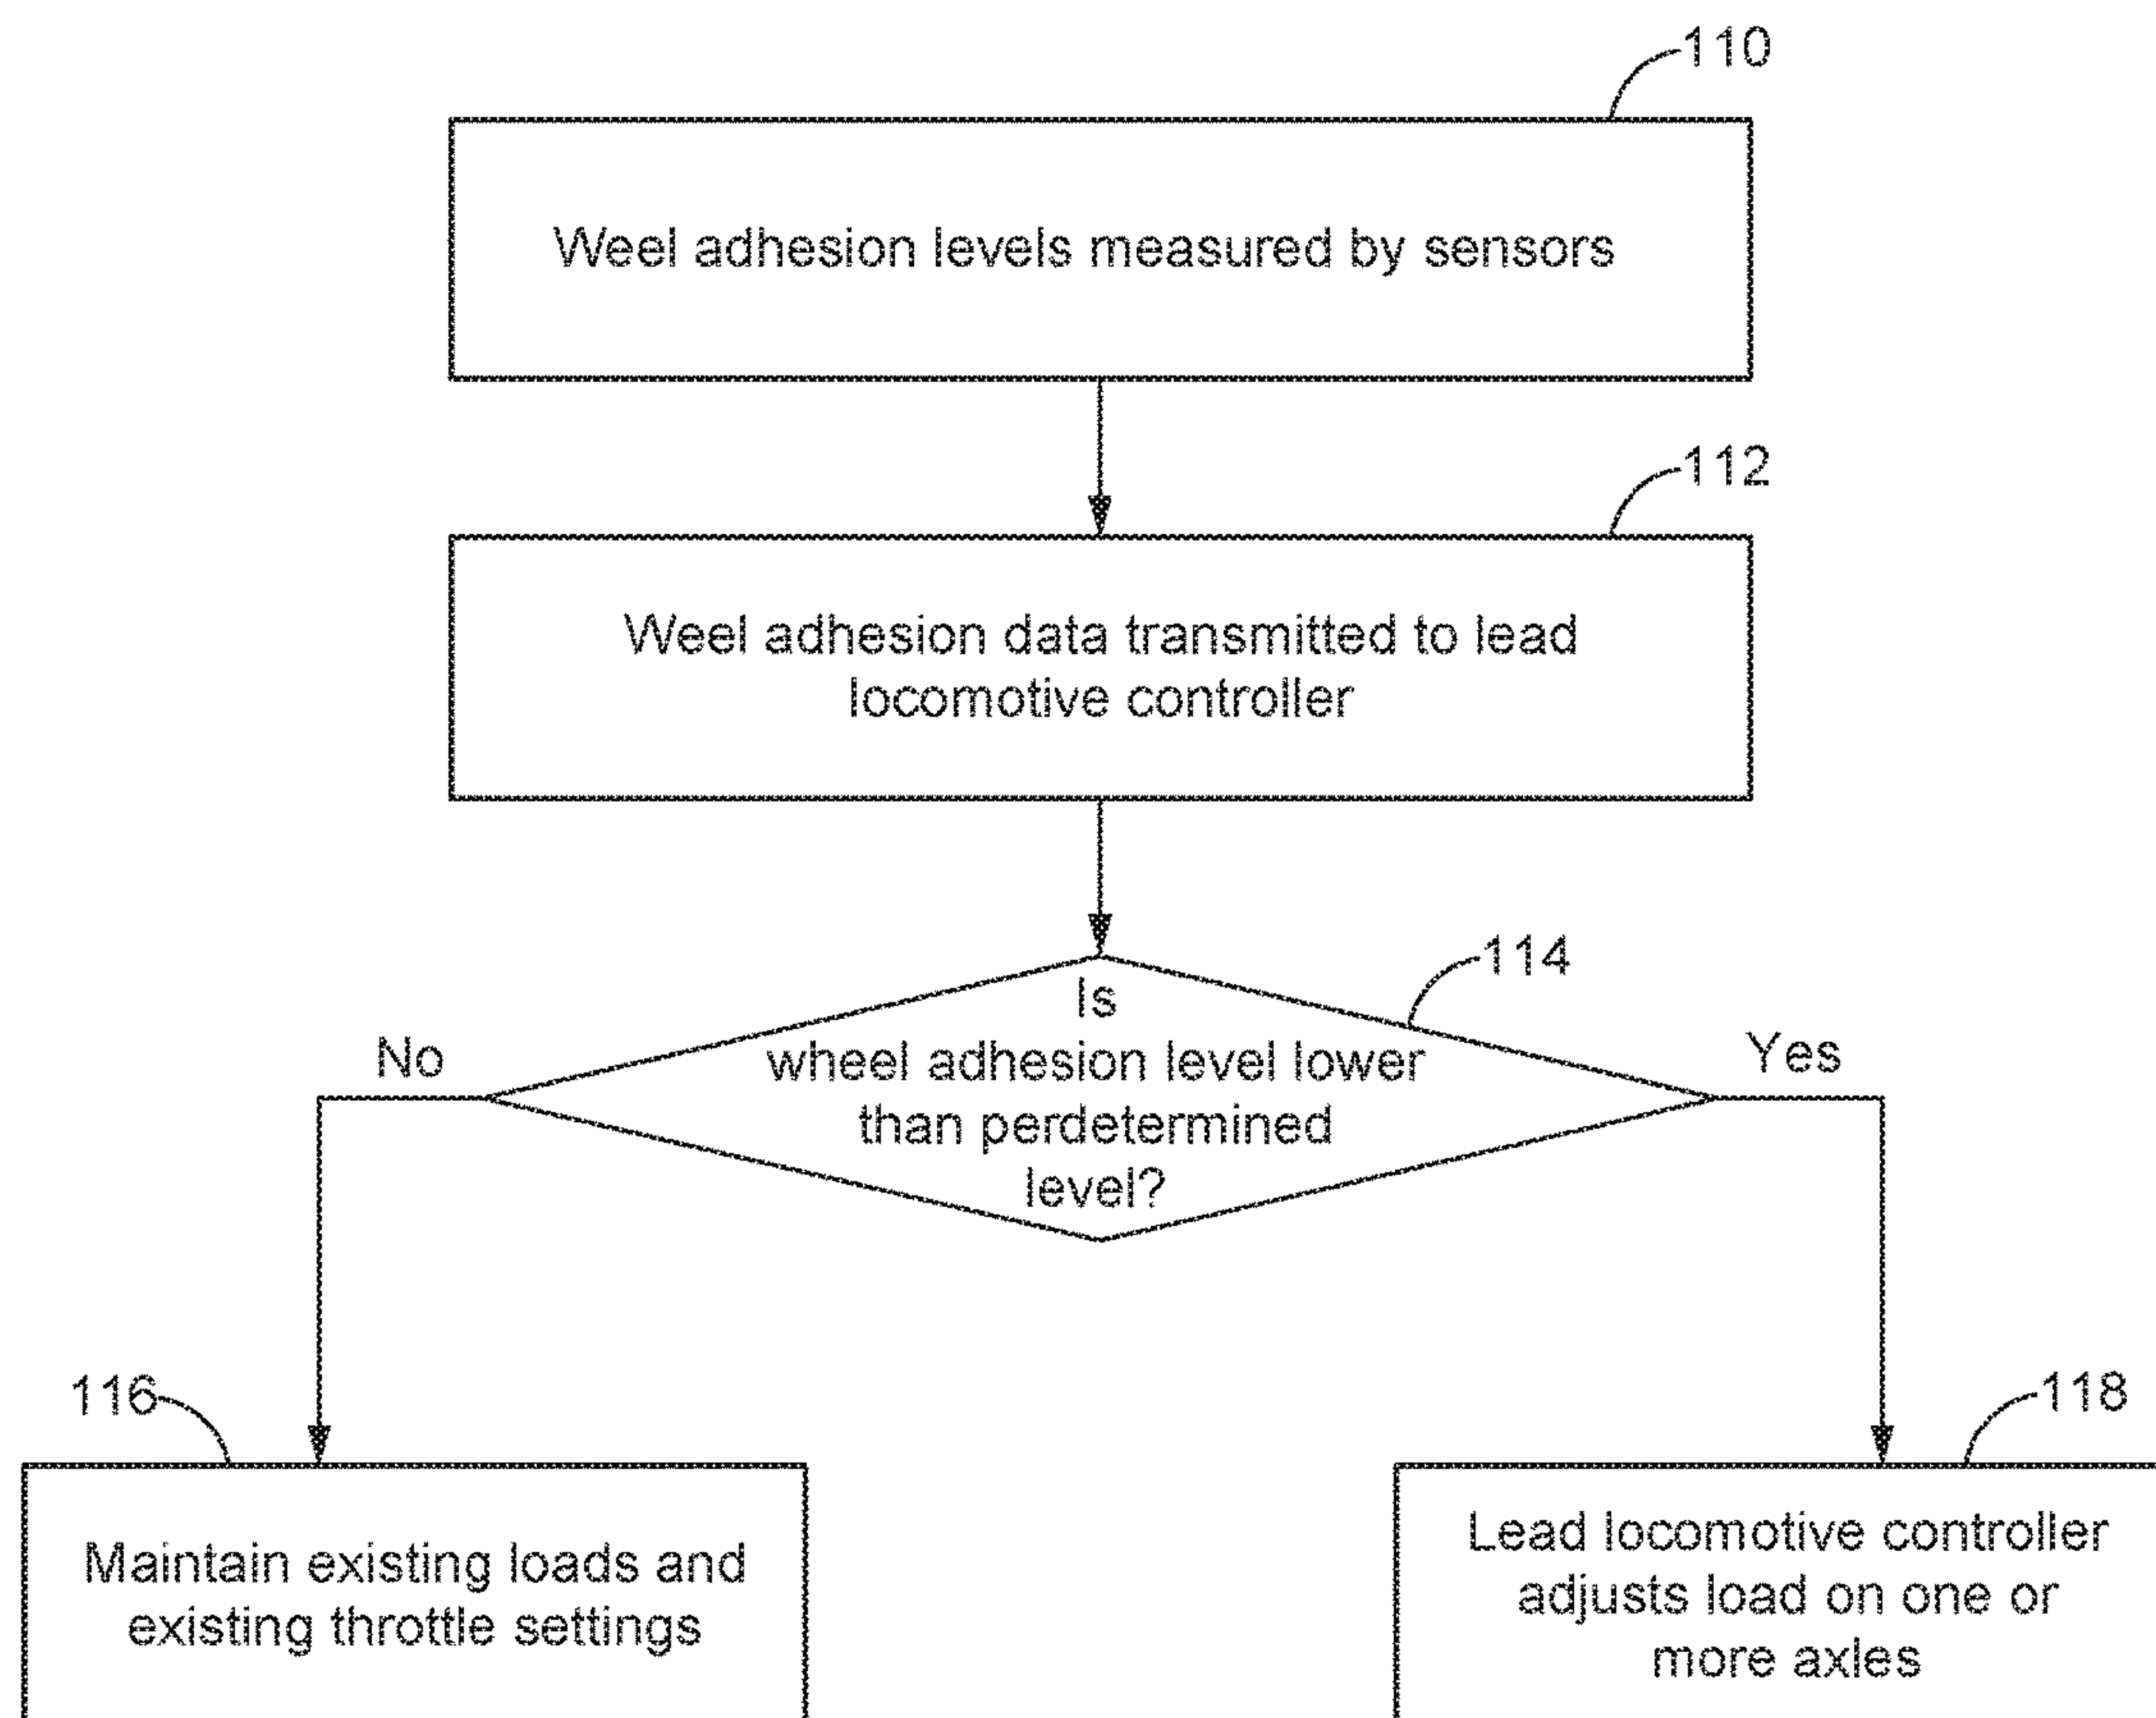 110
Weel adhesion levels measured by sensors
112
Weel adhesion data transmitted to lead
locomotive controller
114
Is
wheel adhesion level lower
than perdetermined
level?
No
Yes
116
118
Maintain existing loads and
existing throttle settings
Lead locomotive controller
adjusts load on one or
more axles